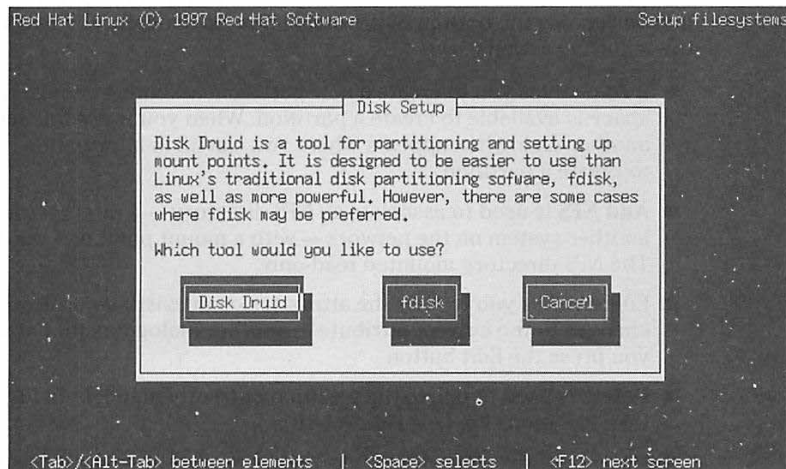 Red Hat Linux (C) 1997 Red Hat Software Setup filesystems
Disk Setup
Disk Druid is a tool for partitioning and setting up
mount points. It is designed to be easier to use than
Linux's traditional disk partitioning sofware, fdisk,
as well as more powerful. However, there are some cases
where fdisk may be preferred.
Which tool would you like to use?
Disk Druid fdisk Cancel
<Tab>/<Alt-Tab> between elements | <Space> selects | <F12> next screen